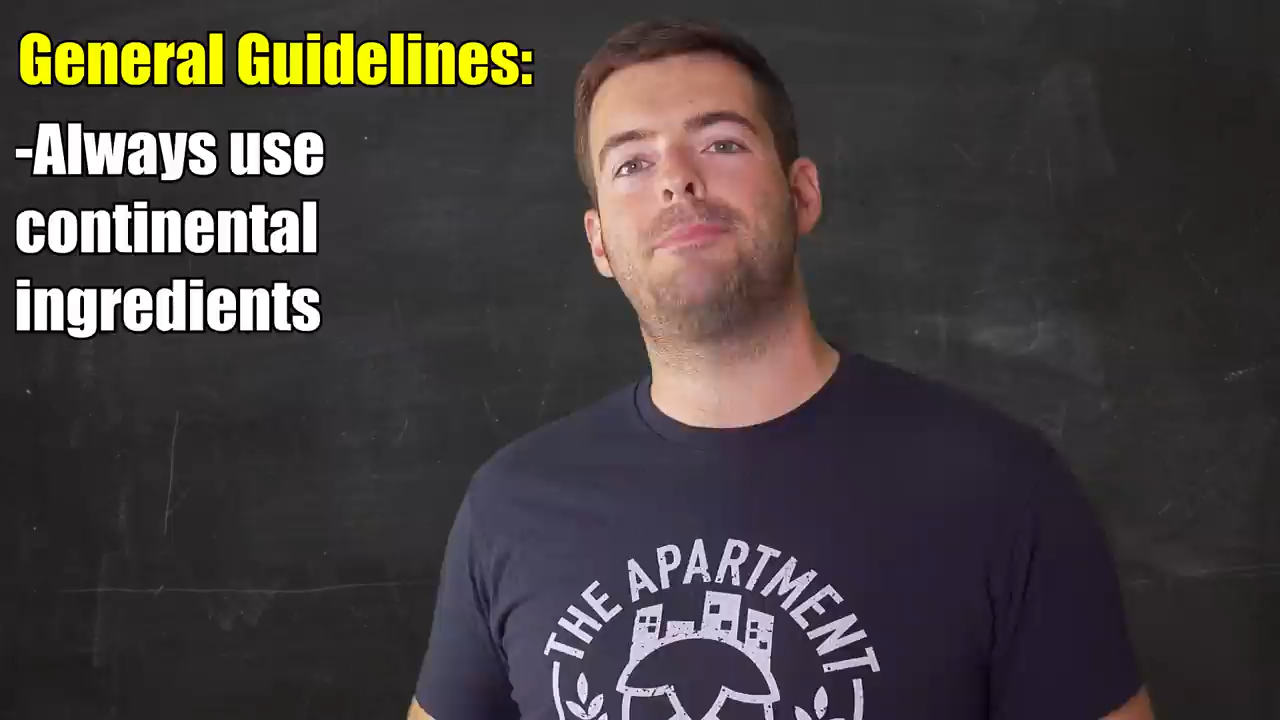 General Guidelines:
-Always use
continental
ingredients
THE APARTMENT